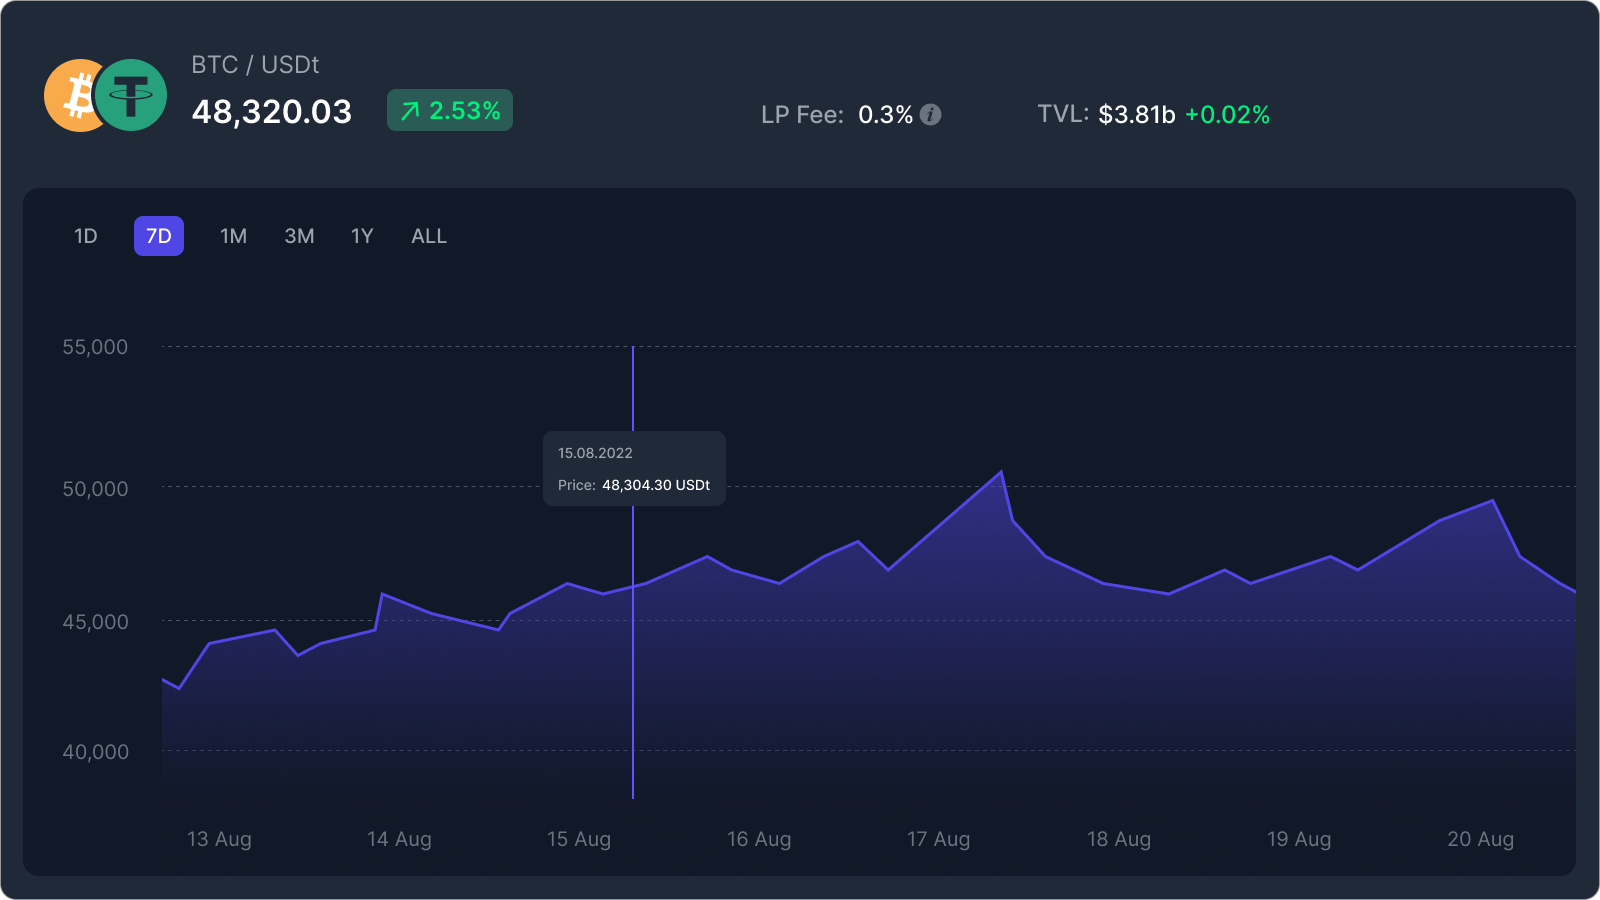 BTC / USDt
48,320.03
2.53%
LP Fee: 0.3%
TVL: $3.81b +0.02%
1D 7D 1M 3M 1Y ALL
55,000
15.08.2022
Price: 48,304.30 USDt
50,000
45,000
40,000
13 Aug 14 Aug 15 Aug 16 Aug 17 Aug 18 Aug 19 Aug 20 Aug